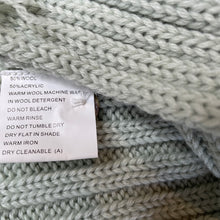 50% WOOL
50%ACRYLIC
WARM WOOL MACHINE WAS
IN WOOL DETERGENT
DO NOT BLEACH
WARM RINSE
DO NOT TUMBLE DRY
DRY FLAT IN SHADE
WARM IRON
DRY CLEANABLE (A)